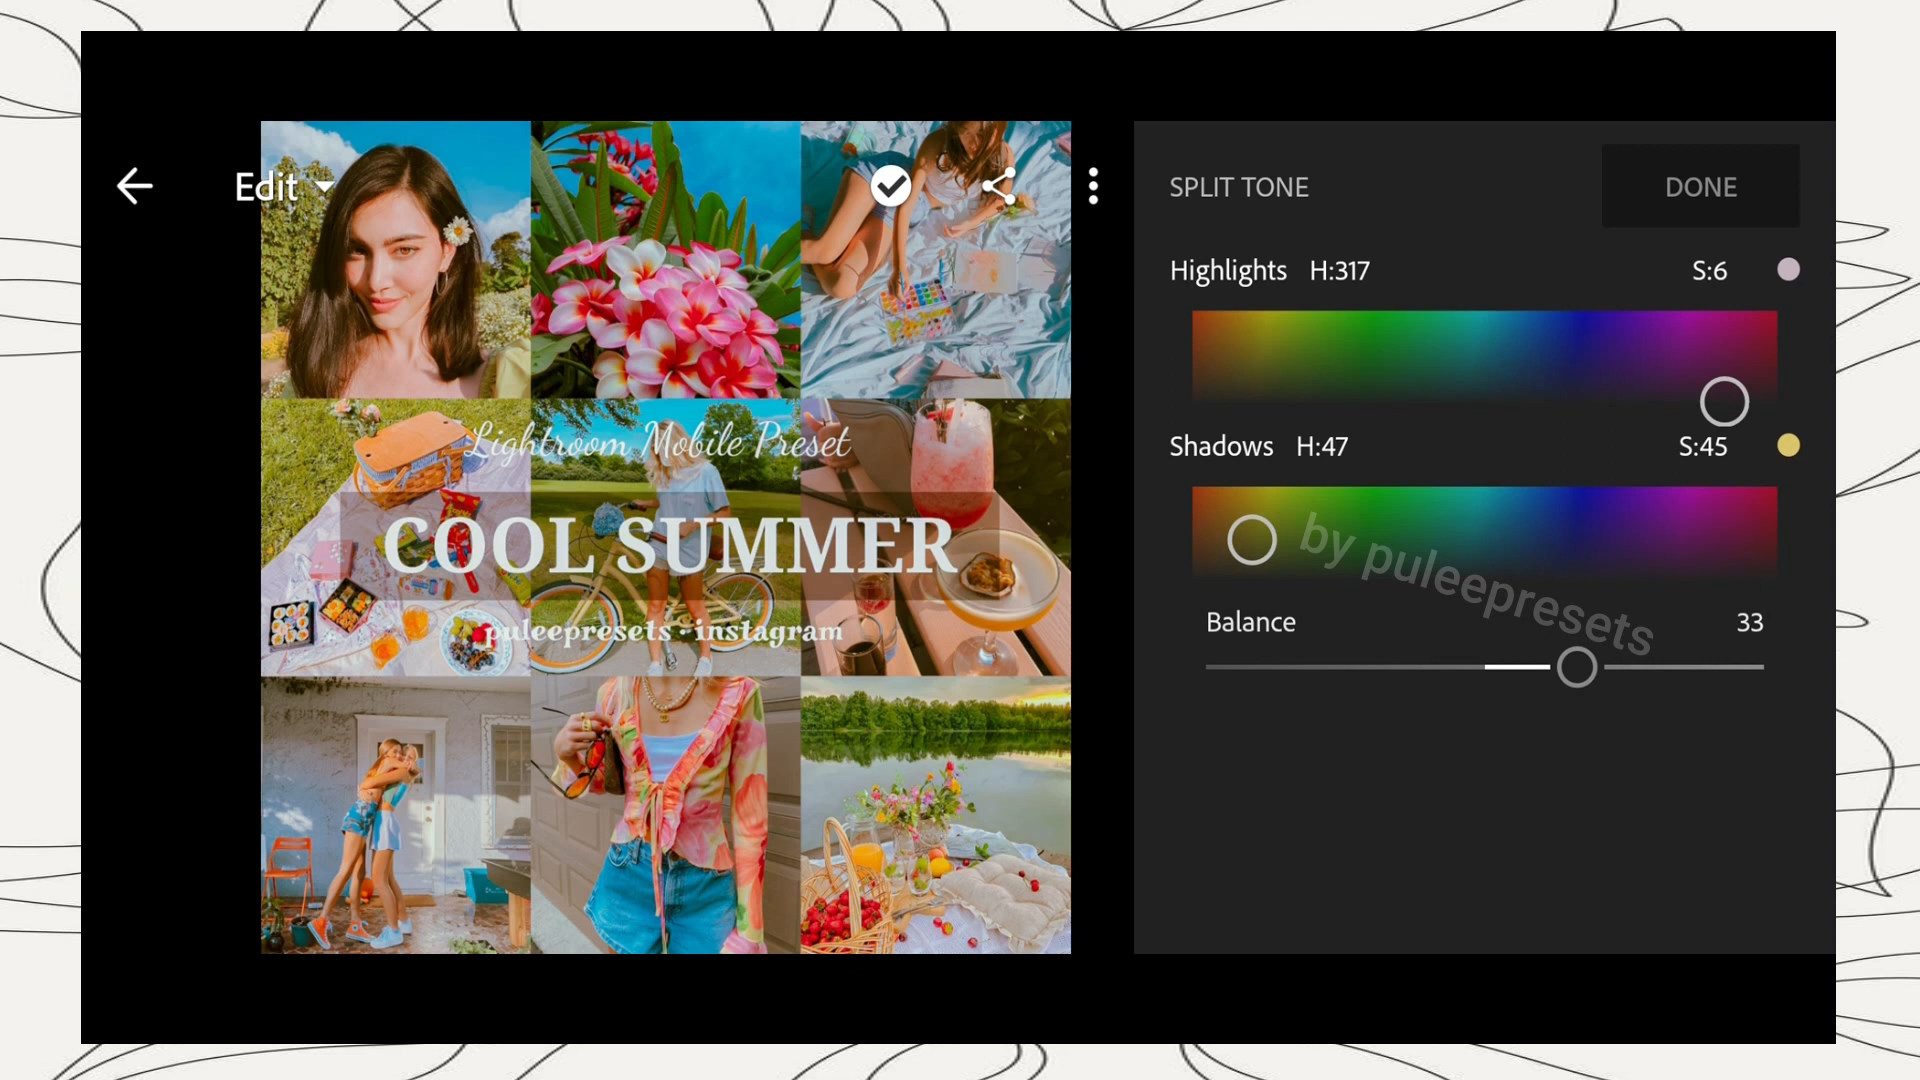 Edit
Lightroom Mobile Preset
COOL SUMMER
puleepresets · instagram
SPLIT TONE
DONE
Highlights H:317 S:6
Shadows H:47 S:45
by puleepresets
Balance 33